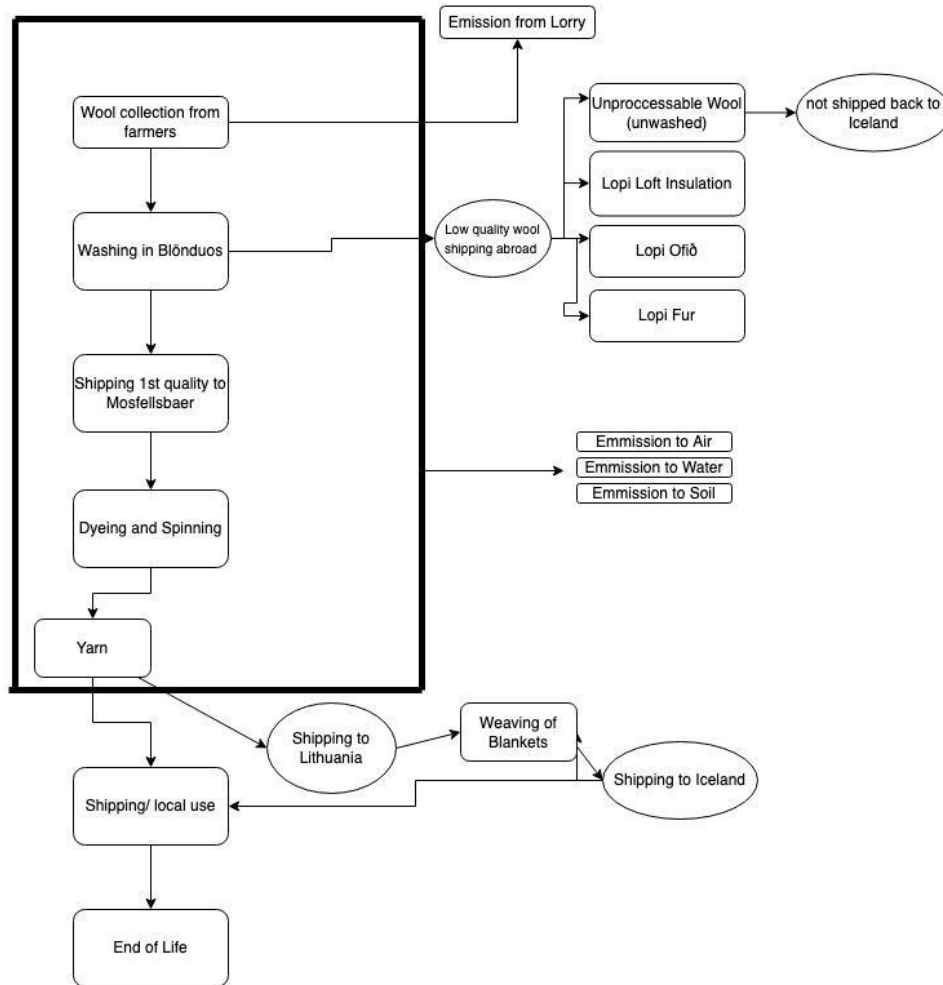 Emission from Lorry
Wool collection from
farmers
Unproccessable Wool
(unwashed)
not shipped back to
Iceland
Lopi Loft Insulation
Washing in Blönduos
Low quality wool
shipping abroad
Lopi Ofið
Lopi Fur
Shipping 1st quality to
Mosfellsbaer
Emmission to Air
Emmission to Water
Emmission to Soil
Dyeing and Spinning
Yarn
Shipping to
Lithuania
Weaving of
Blankets
Shipping to Iceland
Shipping/ local use
End of Life